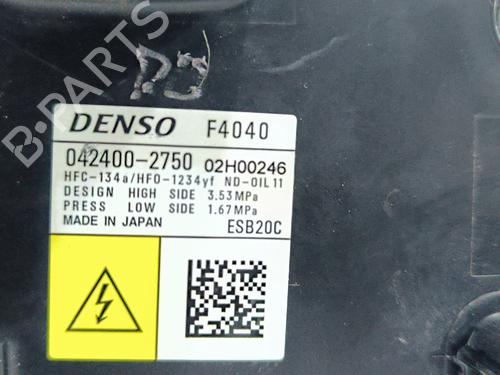 B-PARTS
DENSO F4040
042400-2750 02H00246
HFC-134a/HFO-1234yf ND-OIL11
DESIGN HIGH SIDE 3.53MPa
PRESS LOW SIDE 1.67MPa
MADE IN JAPAN ESB20C